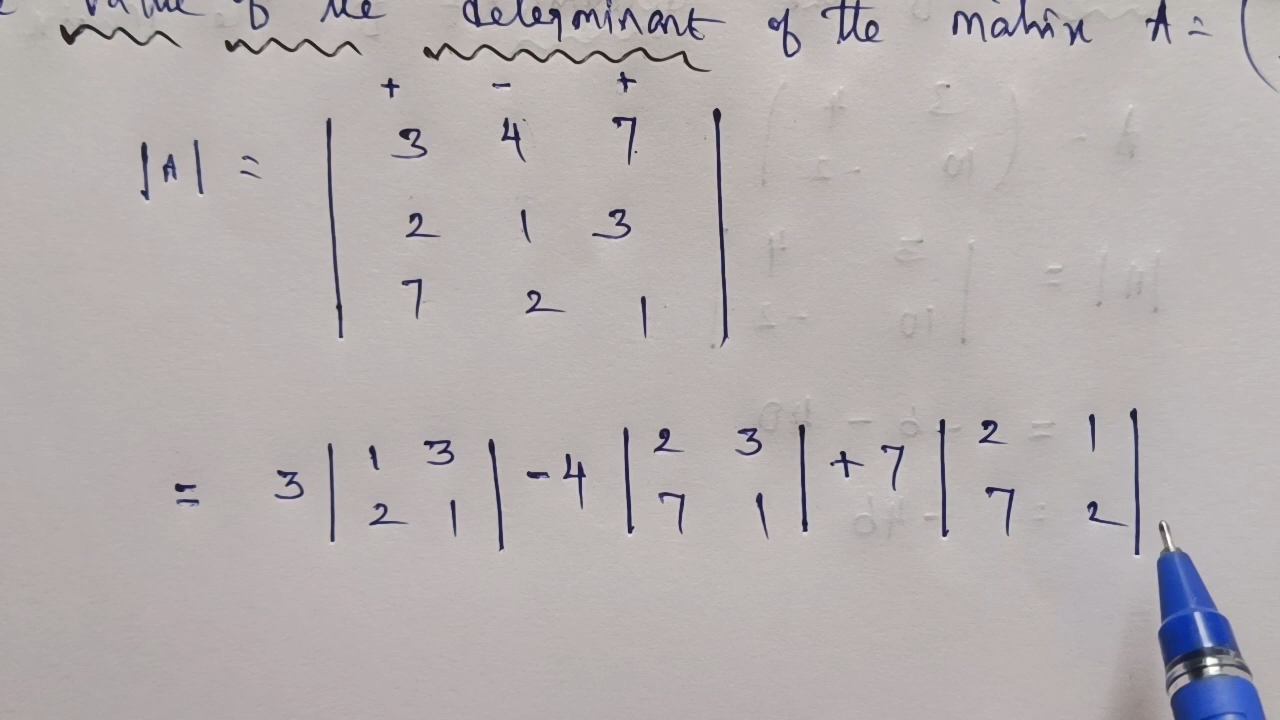 value of the determinant of the matrix A = (
+ - +
|A| = | 3 4 7 |
| 2 1 3 |
| 7 2 1 |
= 3 | 1 3 | - 4 | 2 3 | + 7 | 2 1 |
| 2 1 | | 7 1 | | 7 2 |